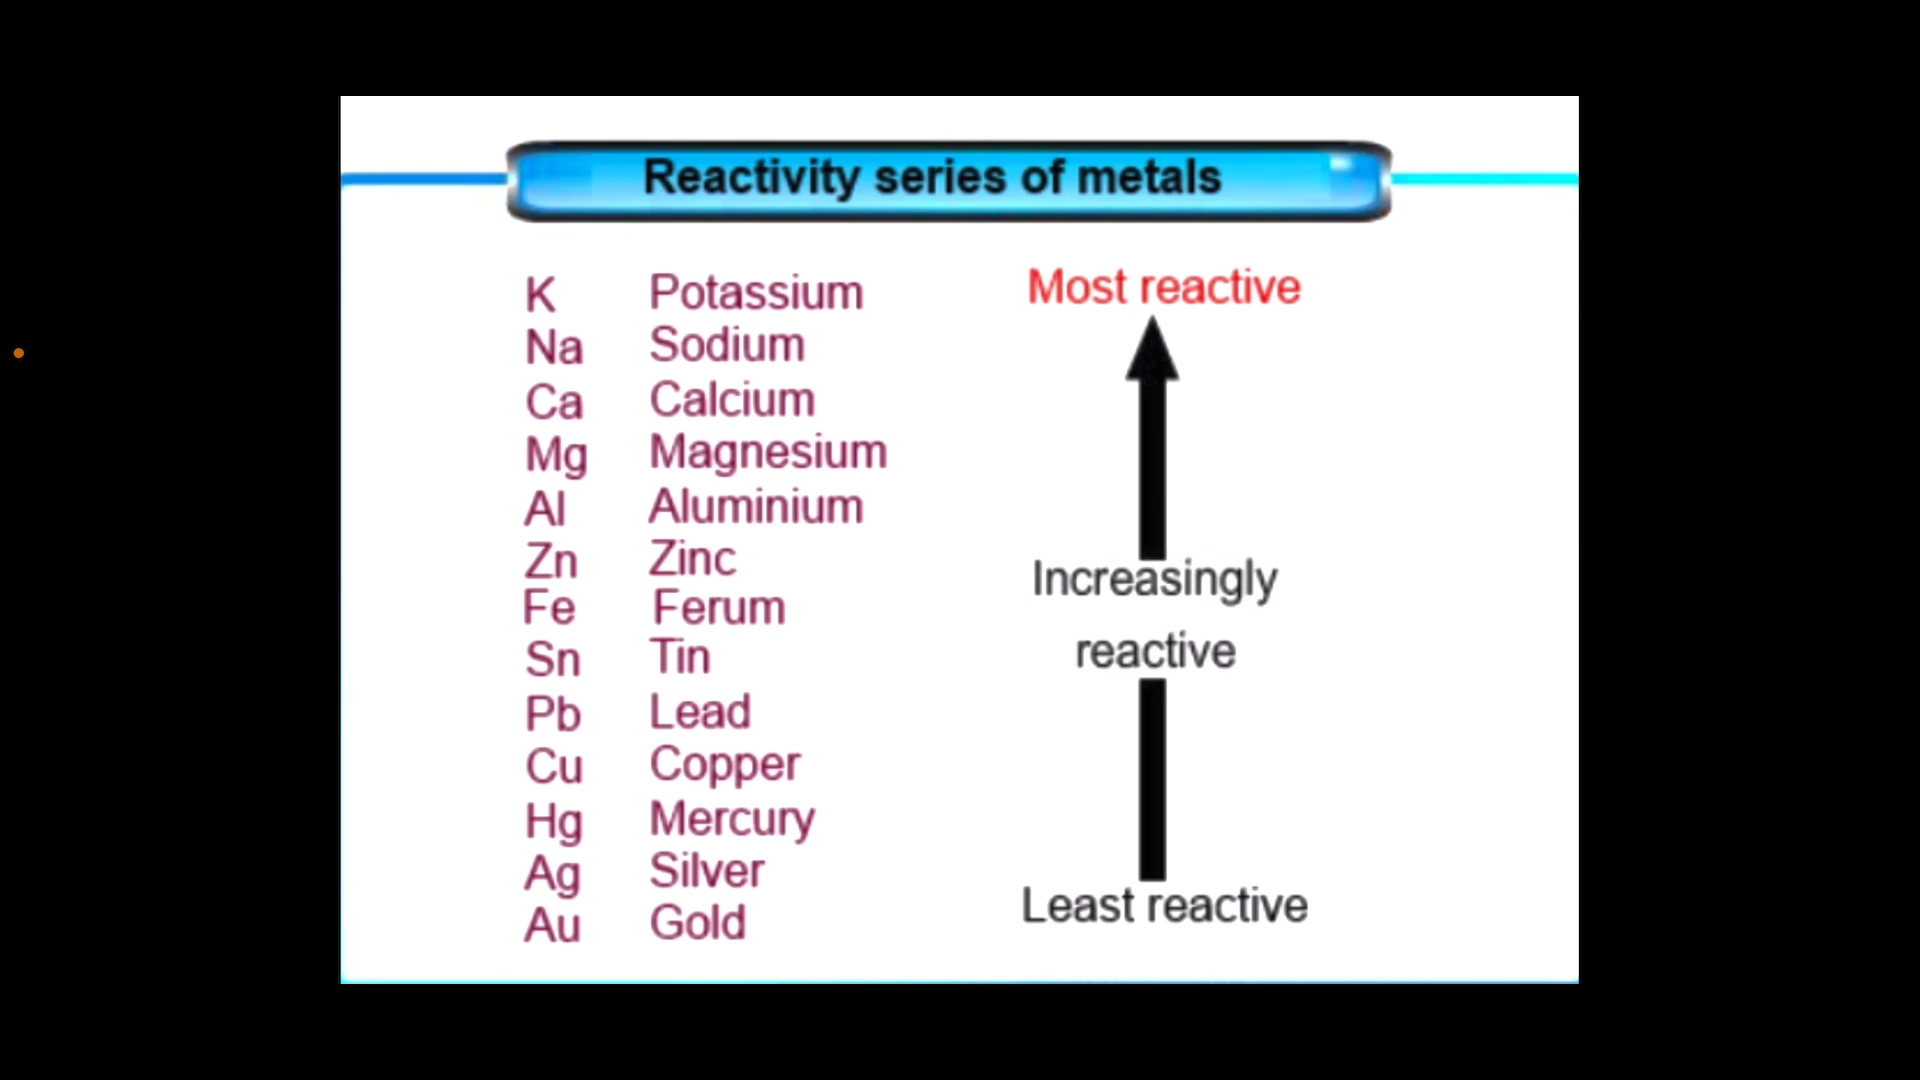 Reactivity series of metals
K Potassium Most reactive
Na Sodium
Ca Calcium
Mg Magnesium
Al Aluminium
Zn Zinc Increasingly
Fe Ferum
Sn Tin reactive
Pb Lead
Cu Copper
Hg Mercury
Ag Silver
Au Gold Least reactive